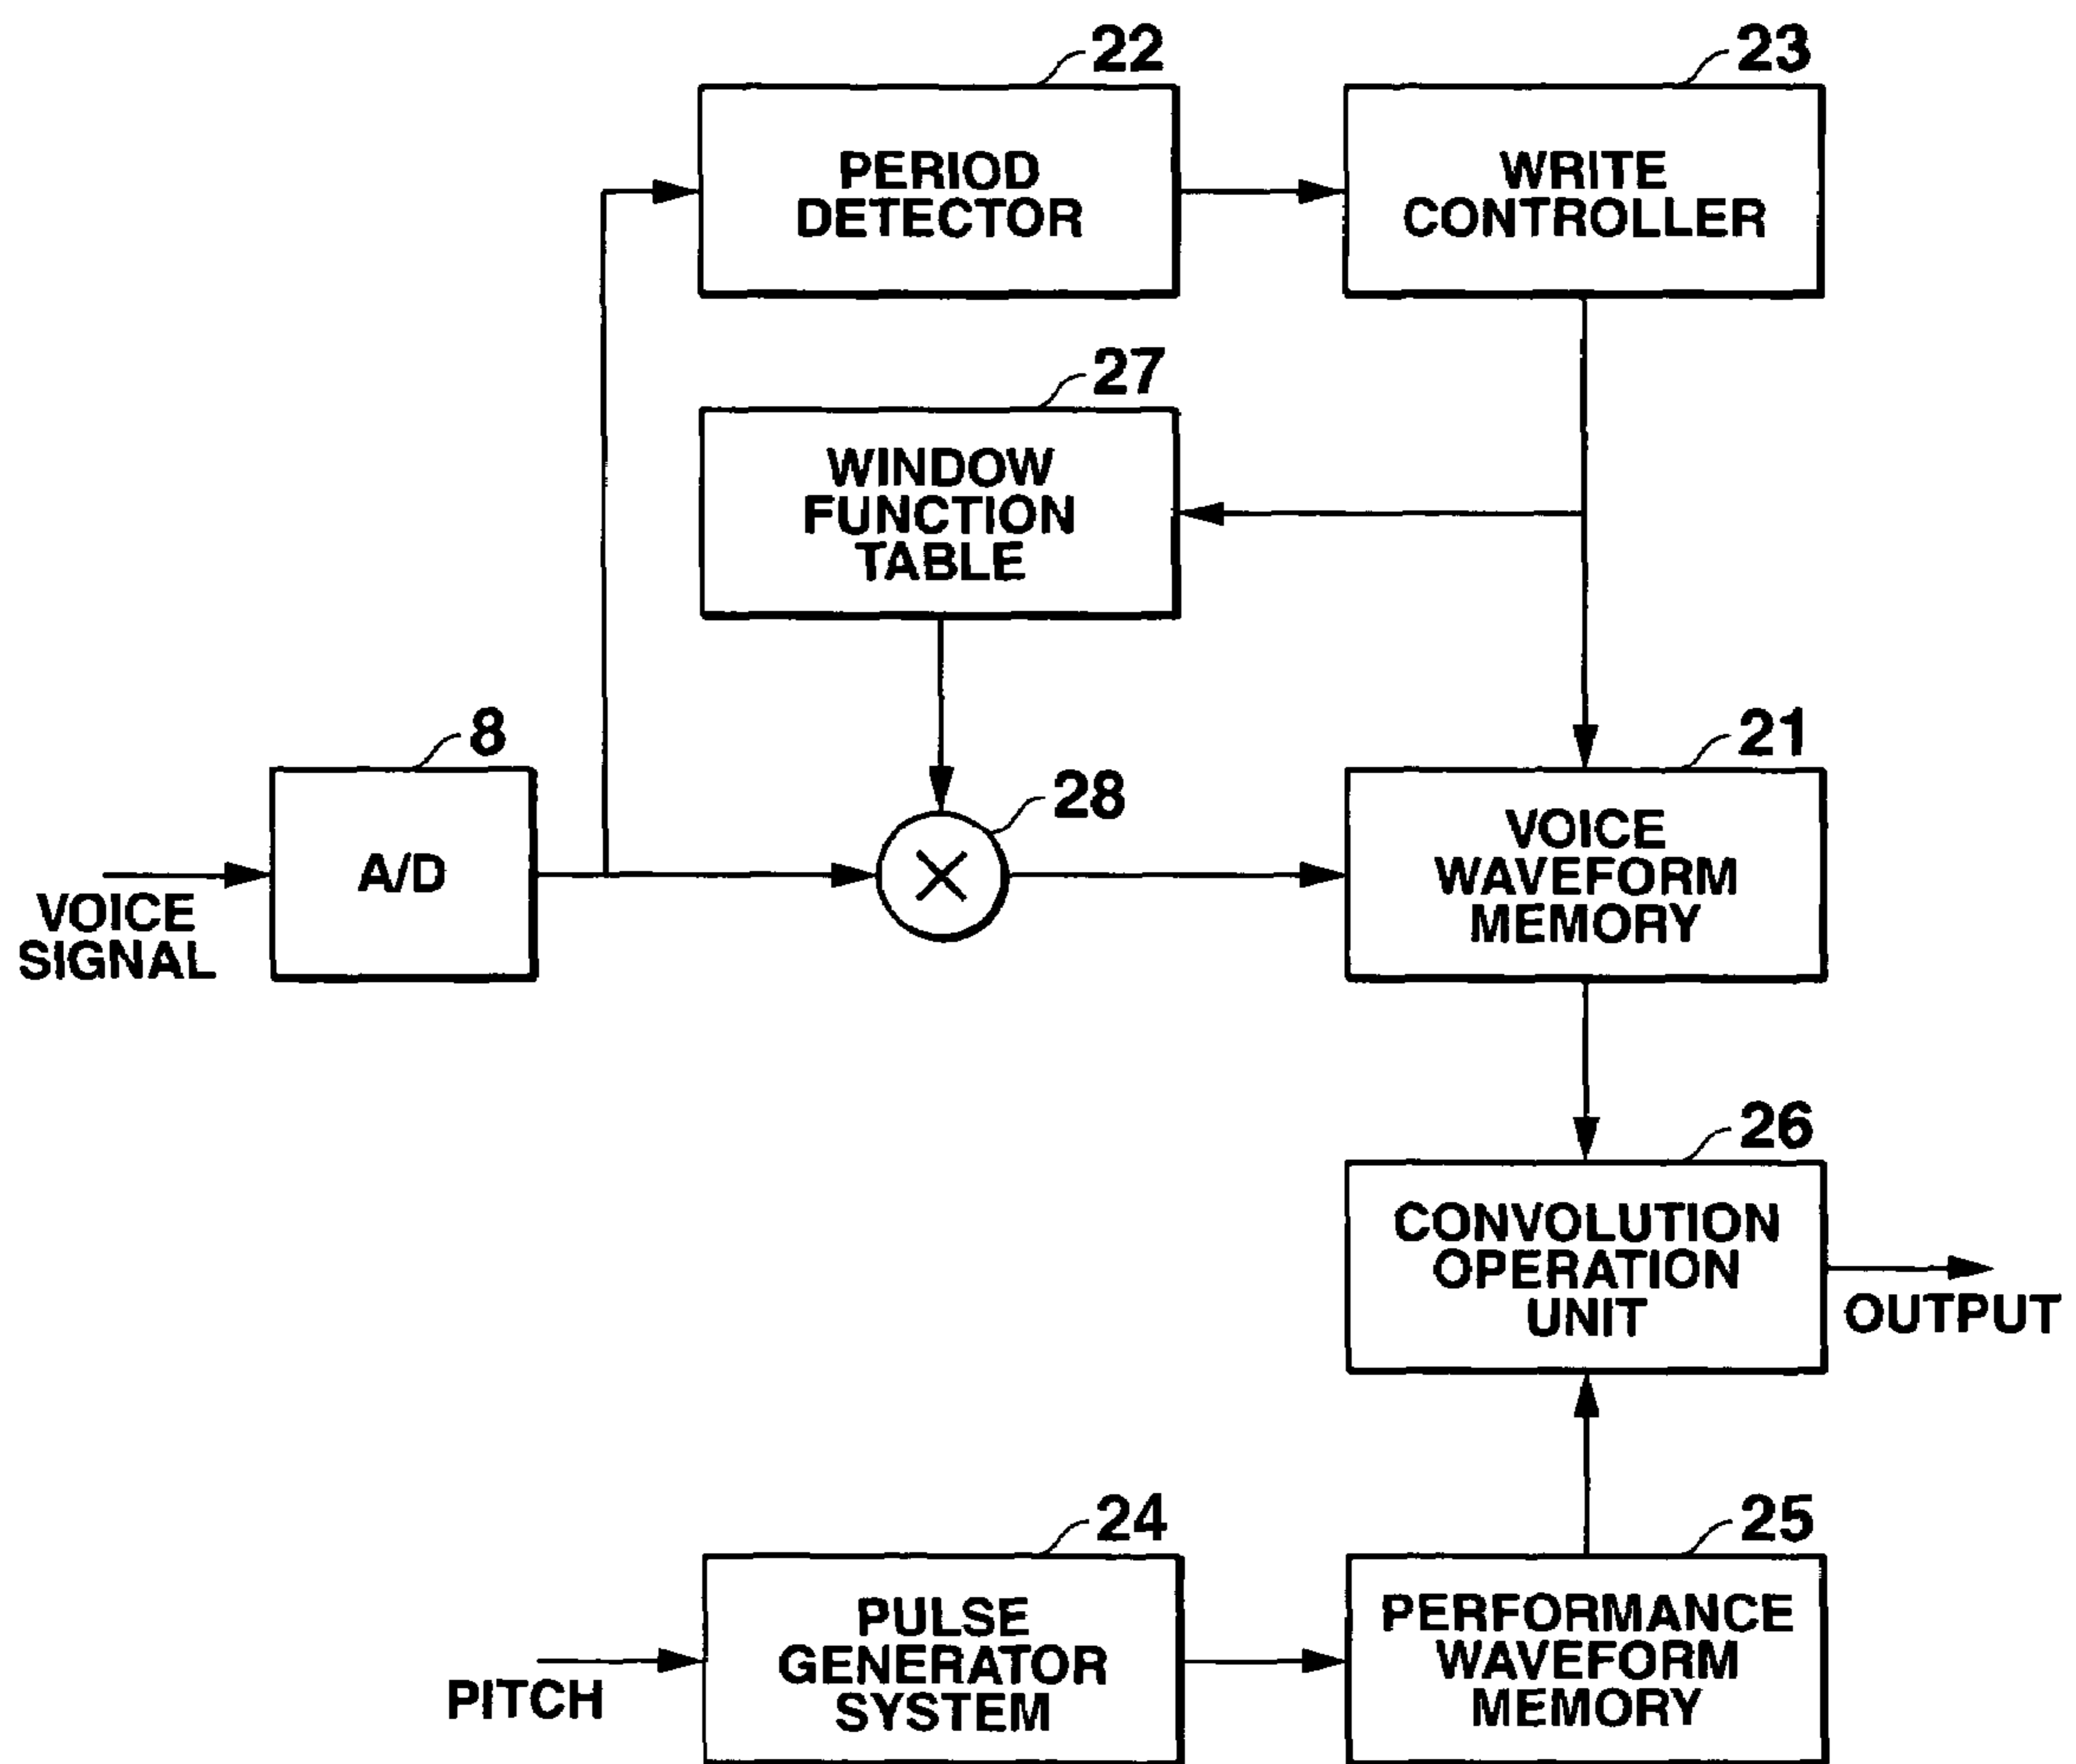 22
23
PERIOD
DETECTOR
WRITE
CONTROLLER
27
WINDOW
FUNCTION
TABLE
8
28
21
A/D
VOICE
SIGNAL
VOICE
WAVEFORM
MEMORY
26
CONVOLUTION
OPERATION
UNIT
OUTPUT
24
25
PITCH
PULSE
GENERATOR
SYSTEM
PERFORMANCE
WAVEFORM
MEMORY